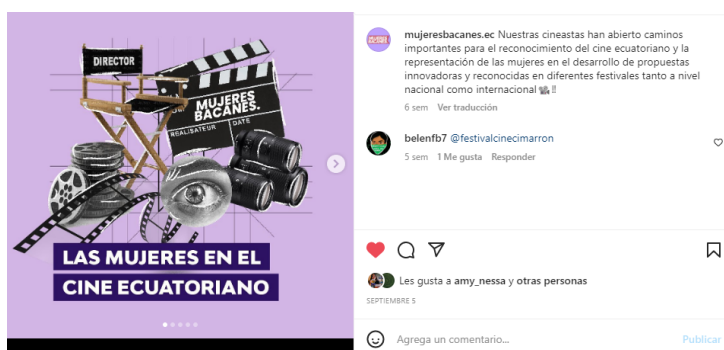 DIRECTOR
MUJERES
BACANES.
REALISATEUR
DATE
LAS MUJERES EN EL
CINE ECUATORIANO
mujeresbacanes.ec Nuestras cineastas han abierto caminos
importantes para el reconocimiento del cine ecuatoriano y la
representación de las mujeres en el desarrollo de propuestas
innovadoras y reconocidas en diferentes festivales tanto a nivel
nacional como internacional 📽️‼️
6 sem Ver traducción
belenfb7 @festivalcinecimarron
5 sem 1 Me gusta Responder
Les gusta a amy_nessa y otras personas
SEPTIEMBRE 5
Agrega un comentario...
Publicar